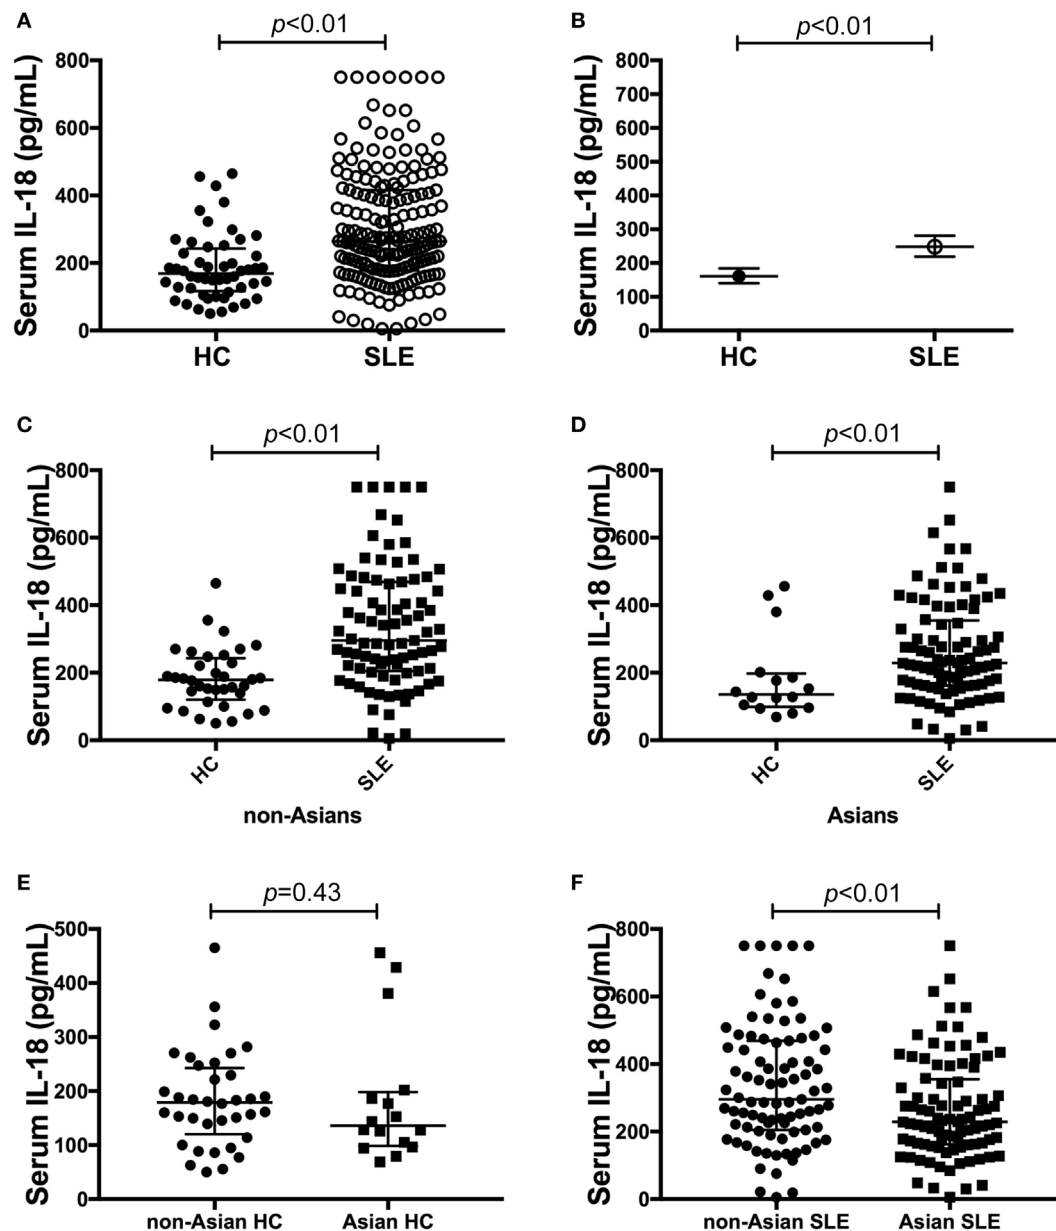 A
p<0.01
Serum IL-18 (pg/mL)
800
600
400
200
0
HC
SLE
B
p<0.01
Serum IL-18 (pg/mL)
800
700
600
500
400
300
200
100
0
HC
SLE
C
p<0.01
Serum IL-18 (pg/mL)
800
600
400
200
0
HC
SLE
non-Asians
D
p<0.01
Serum IL-18 (pg/mL)
800
600
400
200
0
HC
SLE
Asians
E
p=0.43
Serum IL-18 (pg/mL)
500
400
300
200
100
0
non-Asian HC
Asian HC
F
p<0.01
Serum IL-18 (pg/mL)
800
600
400
200
0
non-Asian SLE
Asian SLE